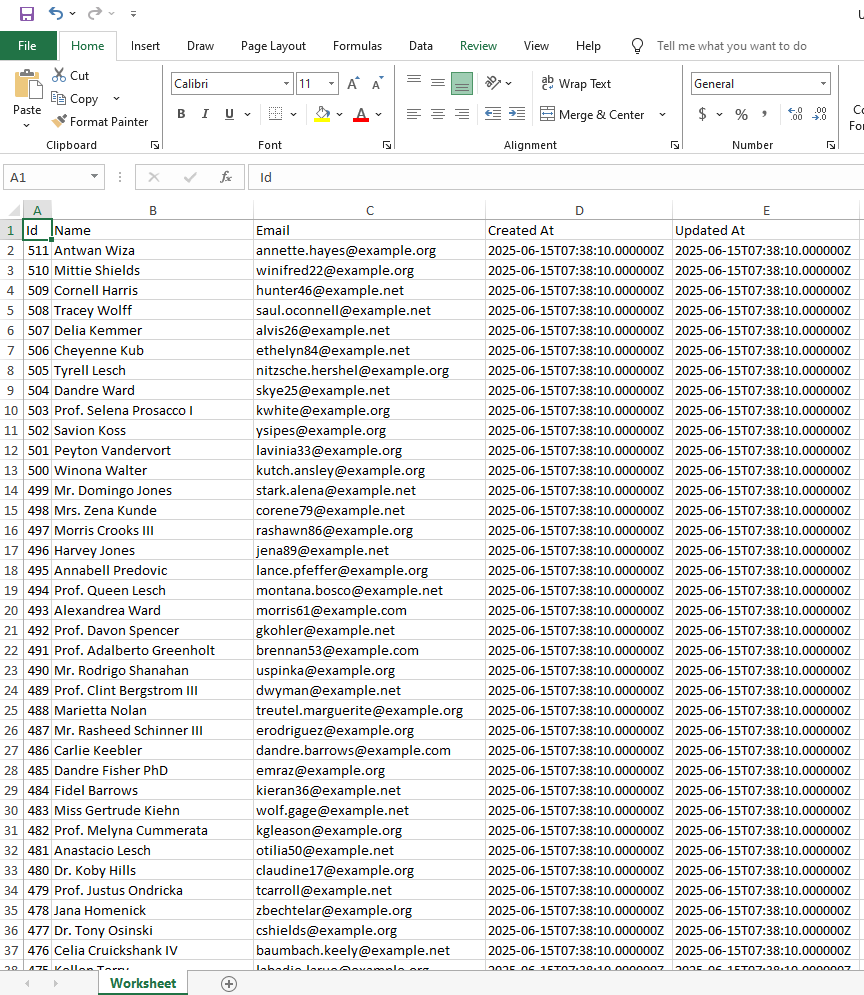 U
File Home Insert Draw Page Layout Formulas Data Review View Help Tell me what you want to do
Cut
Copy
Format Painter
Paste
Clipboard
Calibri 11 A A
B I U A
Font
ab Wrap Text
Merge & Center
Alignment
General
$ % , .00 .00
Number
Co
For
A1 fx Id
A B C D E
1 Id Name Email Created At Updated At
2 511 Antwan Wiza annette.hayes@example.org 2025-06-15T07:38:10.000000Z 2025-06-15T07:38:10.000000Z
3 510 Mittie Shields winifred22@example.org 2025-06-15T07:38:10.000000Z 2025-06-15T07:38:10.000000Z
4 509 Cornell Harris hunter46@example.net 2025-06-15T07:38:10.000000Z 2025-06-15T07:38:10.000000Z
5 508 Tracey Wolff saul.oconnell@example.net 2025-06-15T07:38:10.000000Z 2025-06-15T07:38:10.000000Z
6 507 Delia Kemmer alvis26@example.net 2025-06-15T07:38:10.000000Z 2025-06-15T07:38:10.000000Z
7 506 Cheyenne Kub ethelyn84@example.net 2025-06-15T07:38:10.000000Z 2025-06-15T07:38:10.000000Z
8 505 Tyrell Lesch nitzsche.hershel@example.org 2025-06-15T07:38:10.000000Z 2025-06-15T07:38:10.000000Z
9 504 Dandre Ward skye25@example.net 2025-06-15T07:38:10.000000Z 2025-06-15T07:38:10.000000Z
10 503 Prof. Selena Prosacco I kwhite@example.org 2025-06-15T07:38:10.000000Z 2025-06-15T07:38:10.000000Z
11 502 Savion Koss ysipes@example.org 2025-06-15T07:38:10.000000Z 2025-06-15T07:38:10.000000Z
12 501 Peyton Vandervort lavinia33@example.org 2025-06-15T07:38:10.000000Z 2025-06-15T07:38:10.000000Z
13 500 Winona Walter kutch.ansley@example.org 2025-06-15T07:38:10.000000Z 2025-06-15T07:38:10.000000Z
14 499 Mr. Domingo Jones stark.alena@example.net 2025-06-15T07:38:10.000000Z 2025-06-15T07:38:10.000000Z
15 498 Mrs. Zena Kunde corene79@example.net 2025-06-15T07:38:10.000000Z 2025-06-15T07:38:10.000000Z
16 497 Morris Crooks III rashawn86@example.org 2025-06-15T07:38:10.000000Z 2025-06-15T07:38:10.000000Z
17 496 Harvey Jones jena89@example.net 2025-06-15T07:38:10.000000Z 2025-06-15T07:38:10.000000Z
18 495 Annabell Predovic lance.pfeffer@example.org 2025-06-15T07:38:10.000000Z 2025-06-15T07:38:10.000000Z
19 494 Prof. Queen Lesch montana.bosco@example.net 2025-06-15T07:38:10.000000Z 2025-06-15T07:38:10.000000Z
20 493 Alexandrea Ward morris61@example.com 2025-06-15T07:38:10.000000Z 2025-06-15T07:38:10.000000Z
21 492 Prof. Davon Spencer gkohler@example.net 2025-06-15T07:38:10.000000Z 2025-06-15T07:38:10.000000Z
22 491 Prof. Adalberto Greenholt brennan53@example.com 2025-06-15T07:38:10.000000Z 2025-06-15T07:38:10.000000Z
23 490 Mr. Rodrigo Shanahan uspinka@example.org 2025-06-15T07:38:10.000000Z 2025-06-15T07:38:10.000000Z
24 489 Prof. Clint Bergstrom III dwyman@example.net 2025-06-15T07:38:10.000000Z 2025-06-15T07:38:10.000000Z
25 488 Marietta Nolan treutel.marguerite@example.org 2025-06-15T07:38:10.000000Z 2025-06-15T07:38:10.000000Z
26 487 Mr. Rasheed Schinner III erodriguez@example.org 2025-06-15T07:38:10.000000Z 2025-06-15T07:38:10.000000Z
27 486 Carlie Keebler dandre.barrows@example.com 2025-06-15T07:38:10.000000Z 2025-06-15T07:38:10.000000Z
28 485 Dandre Fisher PhD emraz@example.org 2025-06-15T07:38:10.000000Z 2025-06-15T07:38:10.000000Z
29 484 Fidel Barrows kieran36@example.net 2025-06-15T07:38:10.000000Z 2025-06-15T07:38:10.000000Z
30 483 Miss Gertrude Kiehn wolf.gage@example.net 2025-06-15T07:38:10.000000Z 2025-06-15T07:38:10.000000Z
31 482 Prof. Melyna Cummerata kgleason@example.org 2025-06-15T07:38:10.000000Z 2025-06-15T07:38:10.000000Z
32 481 Anastacio Lesch otilia50@example.net 2025-06-15T07:38:10.000000Z 2025-06-15T07:38:10.000000Z
33 480 Dr. Koby Hills claudine17@example.org 2025-06-15T07:38:10.000000Z 2025-06-15T07:38:10.000000Z
34 479 Prof. Justus Ondricka tcarroll@example.net 2025-06-15T07:38:10.000000Z 2025-06-15T07:38:10.000000Z
35 478 Jana Homenick zbechtelar@example.org 2025-06-15T07:38:10.000000Z 2025-06-15T07:38:10.000000Z
36 477 Dr. Tony Osinski cshields@example.org 2025-06-15T07:38:10.000000Z 2025-06-15T07:38:10.000000Z
37 476 Celia Cruickshank IV baumbach.keely@example.net 2025-06-15T07:38:10.000000Z 2025-06-15T07:38:10.000000Z
Worksheet